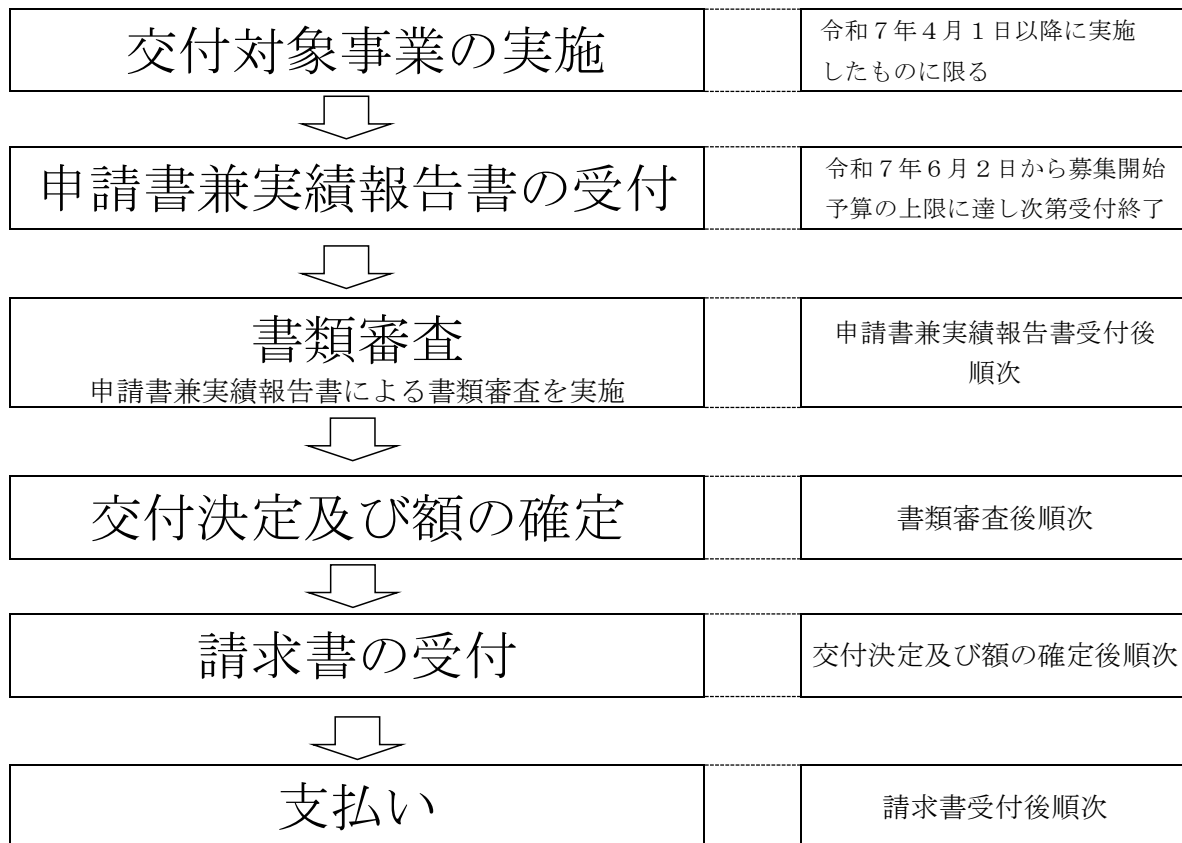 交付対象事業の実施
令和７年４月１日以降に実施
したものに限る
申請書兼実績報告書の受付
令和７年６月２日から募集開始
予算の上限に達し次第受付終了
書類審査
申請書兼実績報告書による書類審査を実施
申請書兼実績報告書受付後
順次
交付決定及び額の確定
書類審査後順次
請求書の受付
交付決定及び額の確定後順次
支払い
請求書受付後順次